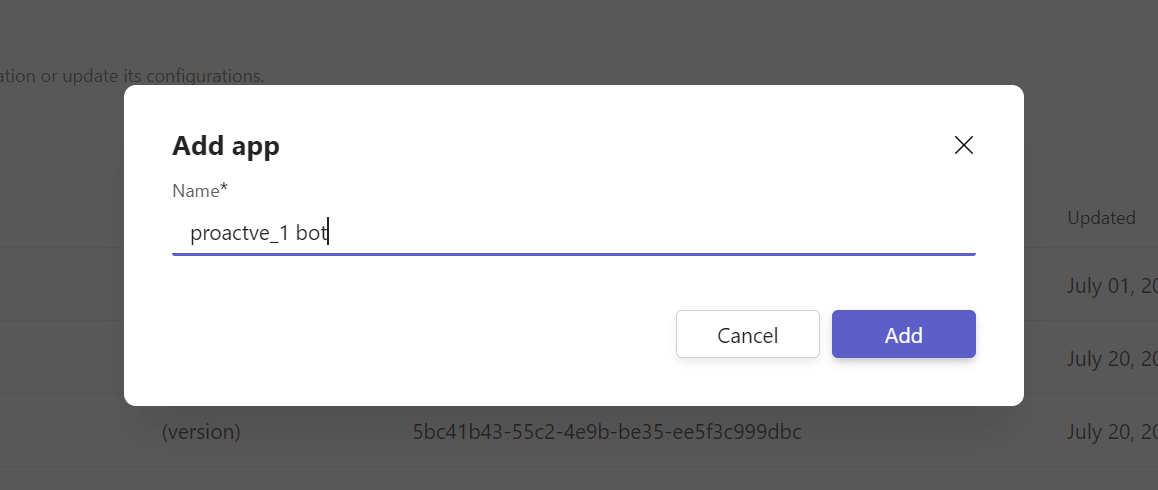 ation or update its configurations.
Add app
Name*
proactve_1 bot
Cancel Add
Updated
July 01, 20
July 20, 20
(version) 5bc41b43-55c2-4e9b-be35-ee5f3c999dbc July 20, 20